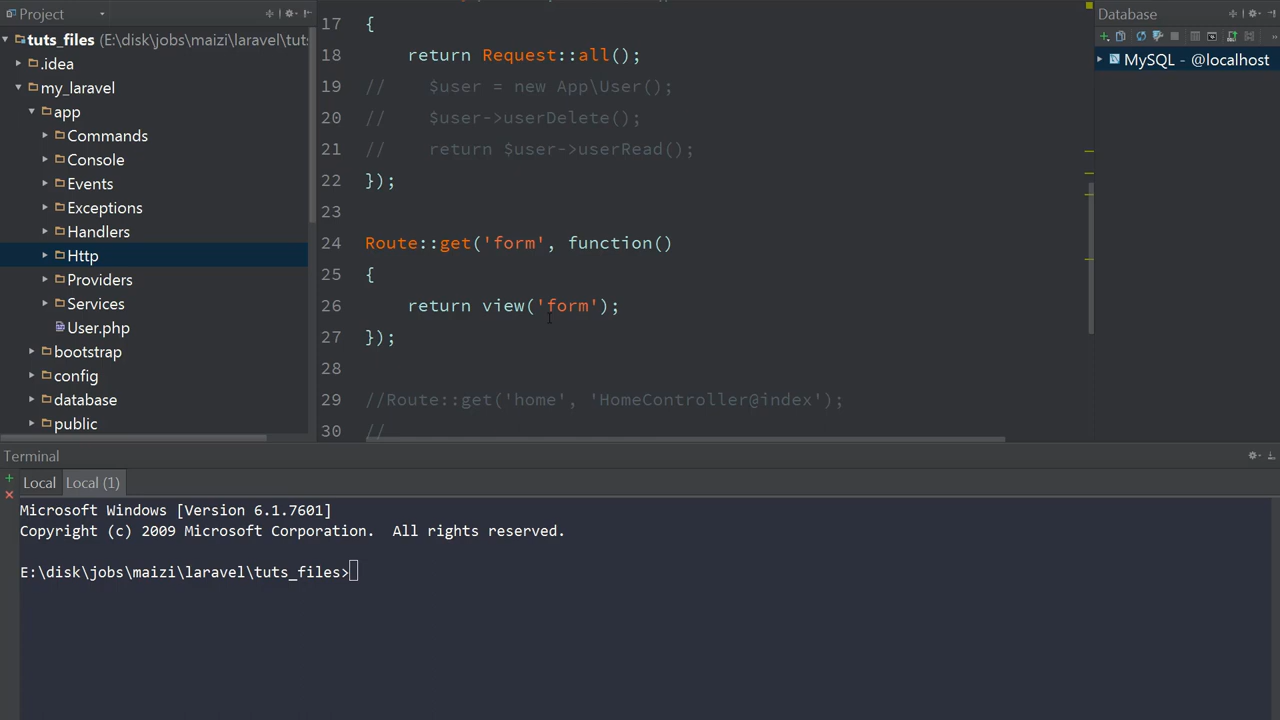 Project
tuts_files (E:\disk\jobs\maizi\laravel\tut
.idea
my_laravel
app
Commands
Console
Events
Exceptions
Handlers
Http
Providers
Services
User.php
bootstrap
config
database
public
17 {
18 return Request::all();
19 // $user = new App\User();
20 // $user->userDelete();
21 // return $user->userRead();
22 });
23
24 Route::get('form', function()
25 {
26 return view('form');
27 });
28
29 //Route::get('home', 'HomeController@index');
30 //
Database
MySQL - @localhost
Terminal
Local Local (1)
Microsoft Windows [Version 6.1.7601]
Copyright (c) 2009 Microsoft Corporation. All rights reserved.
E:\disk\jobs\maizi\laravel\tuts_files>